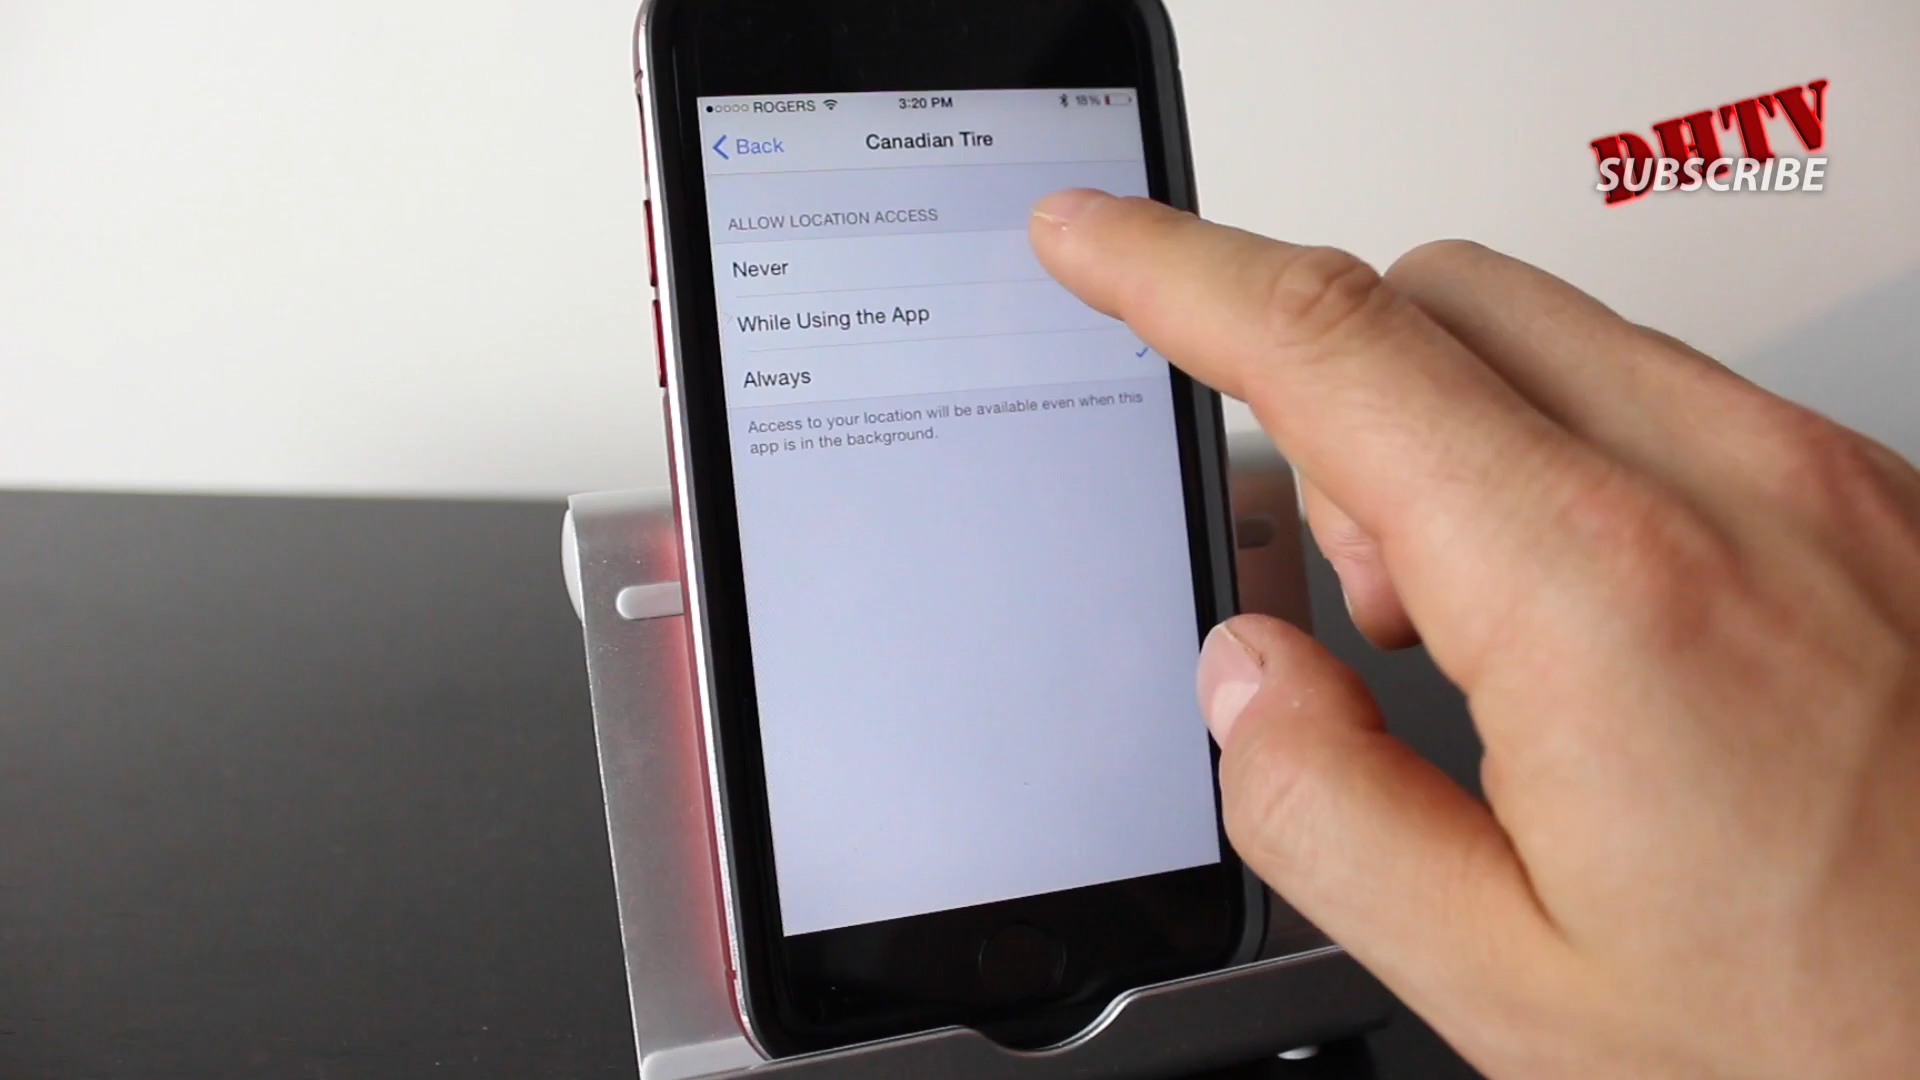 ROGERS 3:20 PM 18%
Back Canadian Tire
ALLOW LOCATION ACCESS
Never
While Using the App
Always
Access to your location will be available even when this
app is in the background.
DHTV
SUBSCRIBE